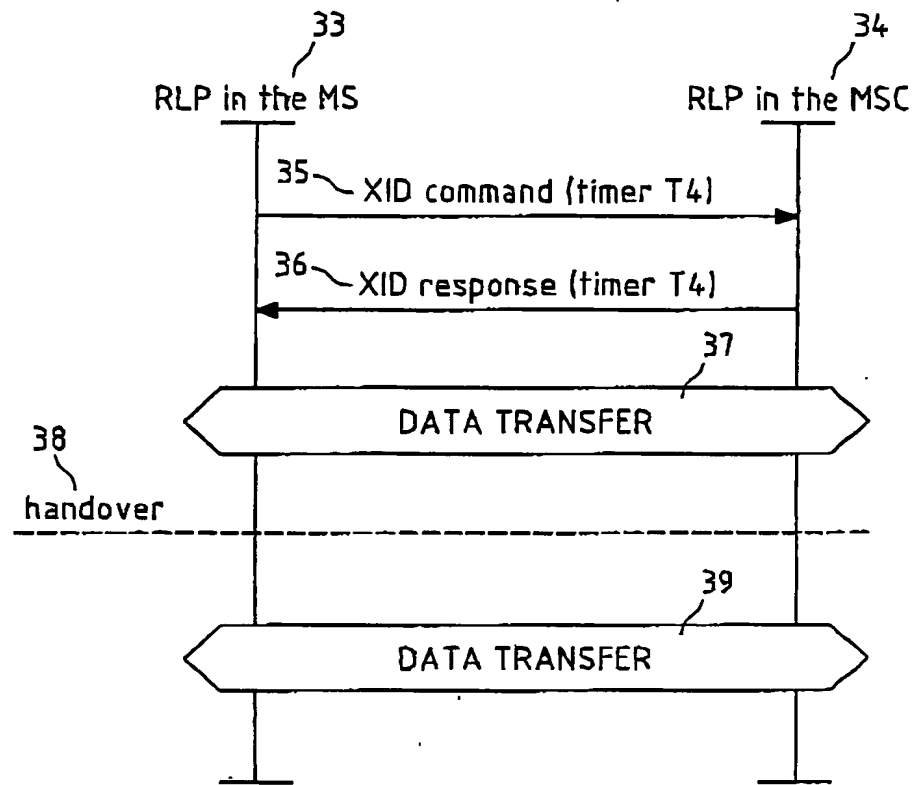 33
34
RLP in the MS
RLP in the MSC
35
XID command (timer T4)
36
XID response (timer T4)
37
DATA TRANSFER
38
handover
39
DATA TRANSFER